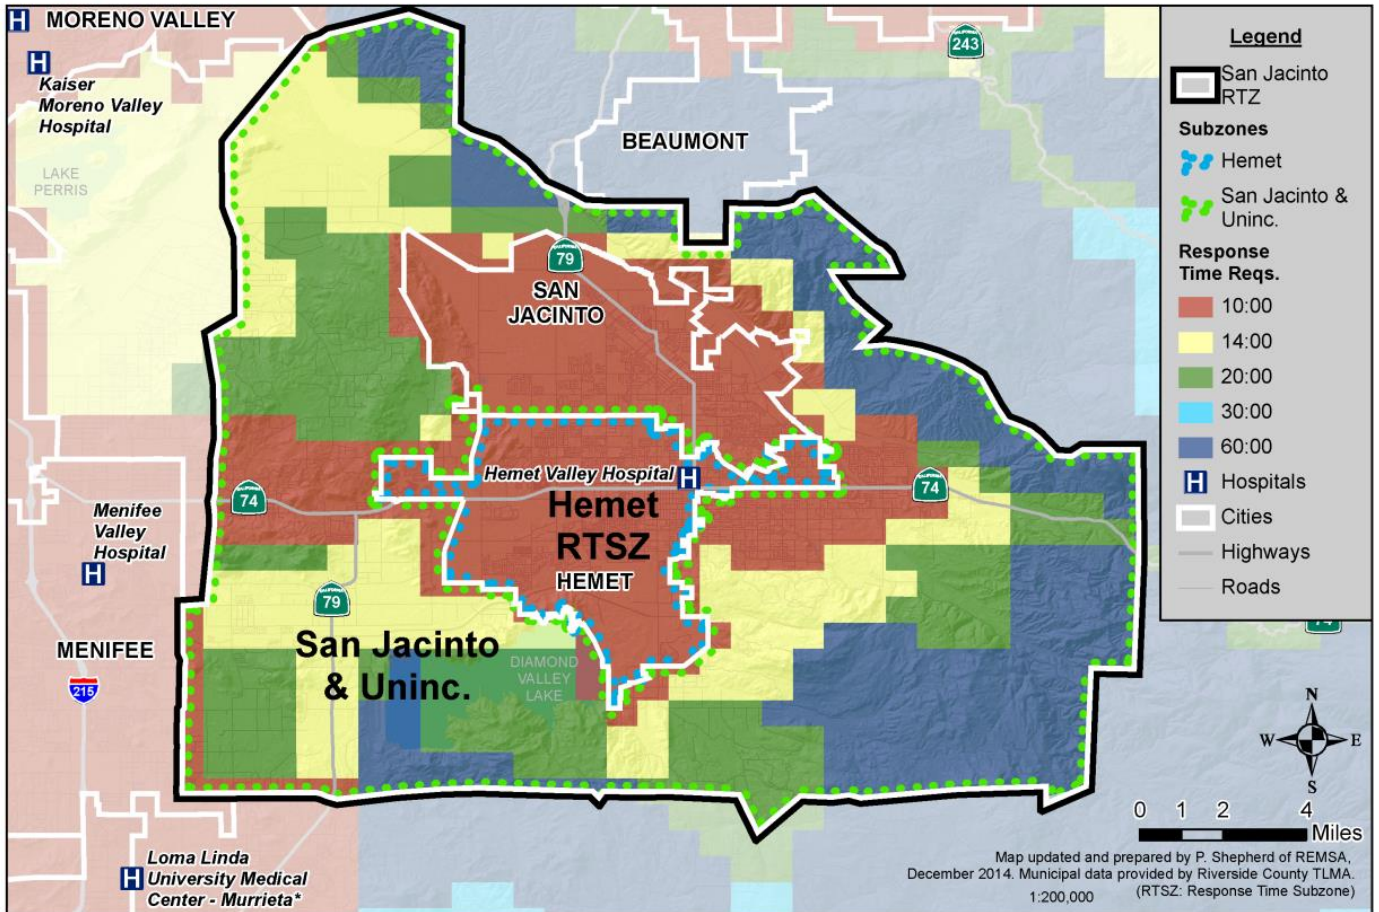 MORENO VALLEY
H
H
Kaiser
Moreno Valley
Hospital
LAKE
PERRIS
BEAUMONT
243
79
SAN
JACINTO
Hemet Valley Hospital H
74
74
Hemet
RTSZ
HEMET
Menifee
Valley
Hospital
H
79
MENIFEE
215
San Jacinto
& Uninc.
DIAMOND
VALLEY
LAKE
H
Loma Linda
University Medical
Center - Murrieta*
Legend
San Jacinto
RTZ
Subzones
Hemet
San Jacinto &
Uninc.
Response
Time Reqs.
10:00
14:00
20:00
30:00
60:00
H Hospitals
Cities
Highways
Roads
74
N
W E
S
0 1 2 4
Miles
Map updated and prepared by P. Shepherd of REMSA,
December 2014. Municipal data provided by Riverside County TLMA.
1:200,000 (RTSZ: Response Time Subzone)